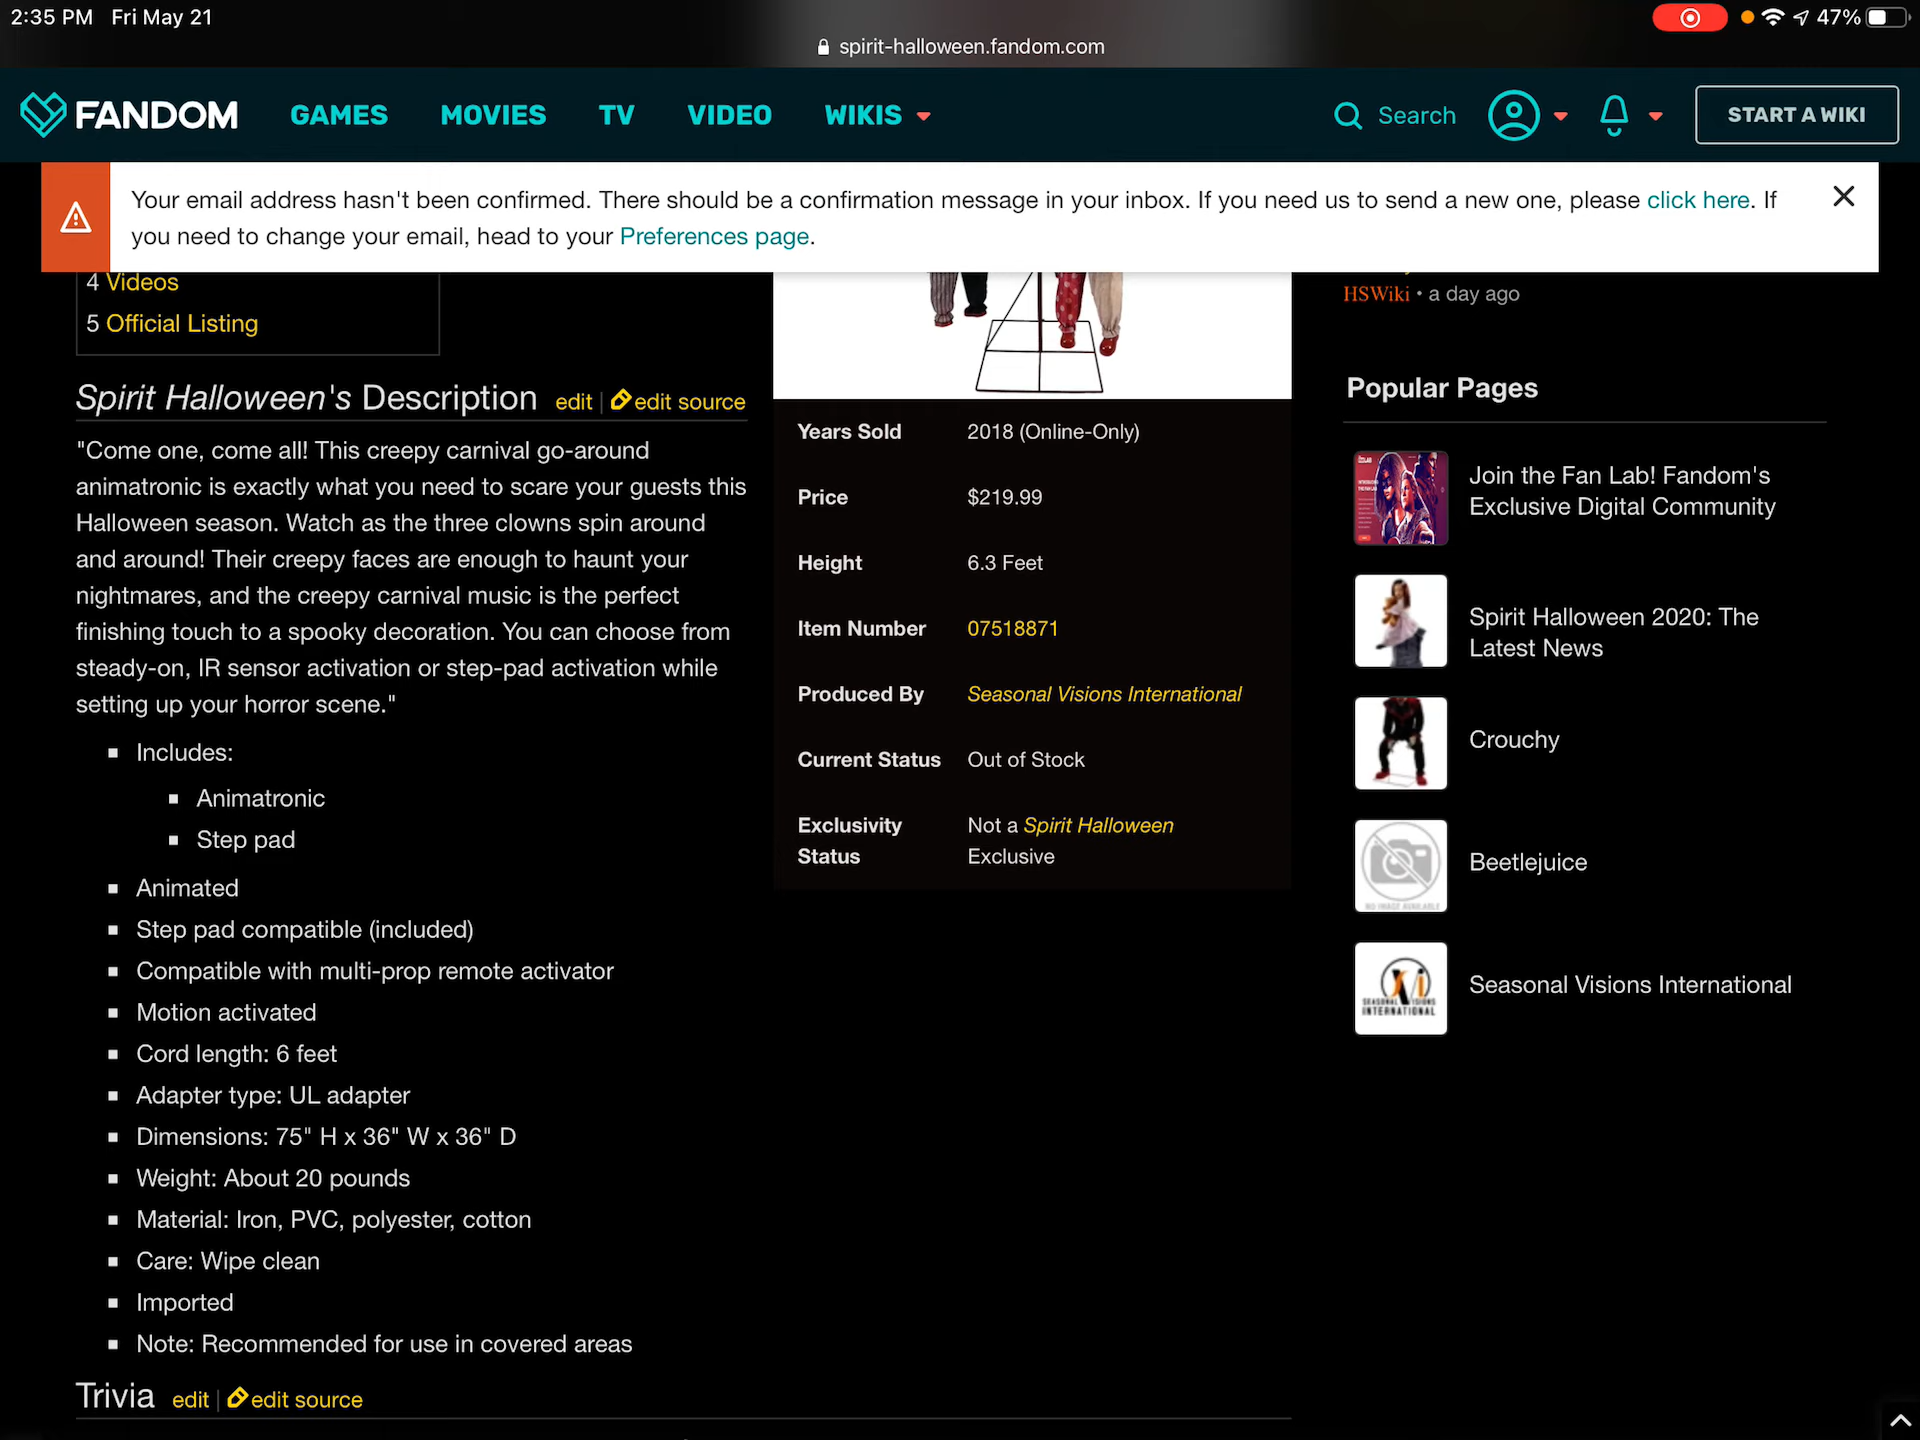 2:35 PM Fri May 21
47%
spirit-halloween.fandom.com
FANDOM GAMES MOVIES TV VIDEO WIKIS Search START A WIKI
Your email address hasn't been confirmed. There should be a confirmation message in your inbox. If you need us to send a new one, please click here. If
you need to change your email, head to your Preferences page.
4 Videos
5 Official Listing
Spirit Halloween's Description edit | edit source
"Come one, come all! This creepy carnival go-around
animatronic is exactly what you need to scare your guests this
Halloween season. Watch as the three clowns spin around
and around! Their creepy faces are enough to haunt your
nightmares, and the creepy carnival music is the perfect
finishing touch to a spooky decoration. You can choose from
steady-on, IR sensor activation or step-pad activation while
setting up your horror scene."
Includes:
Animatronic
Step pad
Animated
Step pad compatible (included)
Compatible with multi-prop remote activator
Motion activated
Cord length: 6 feet
Adapter type: UL adapter
Dimensions: 75" H x 36" W x 36" D
Weight: About 20 pounds
Material: Iron, PVC, polyester, cotton
Care: Wipe clean
Imported
Note: Recommended for use in covered areas
Trivia edit | edit source
Years Sold 2018 (Online-Only)
Price $219.99
Height 6.3 Feet
Item Number 07518871
Produced By Seasonal Visions International
Current Status Out of Stock
Exclusivity Not a Spirit Halloween
Status Exclusive
HSWiki • a day ago
Popular Pages
Join the Fan Lab! Fandom's
Exclusive Digital Community
Spirit Halloween 2020: The
Latest News
Crouchy
Beetlejuice
NO IMAGE AVAILABLE
Seasonal Visions International
SEASONAL VISIONS
INTERNATIONAL